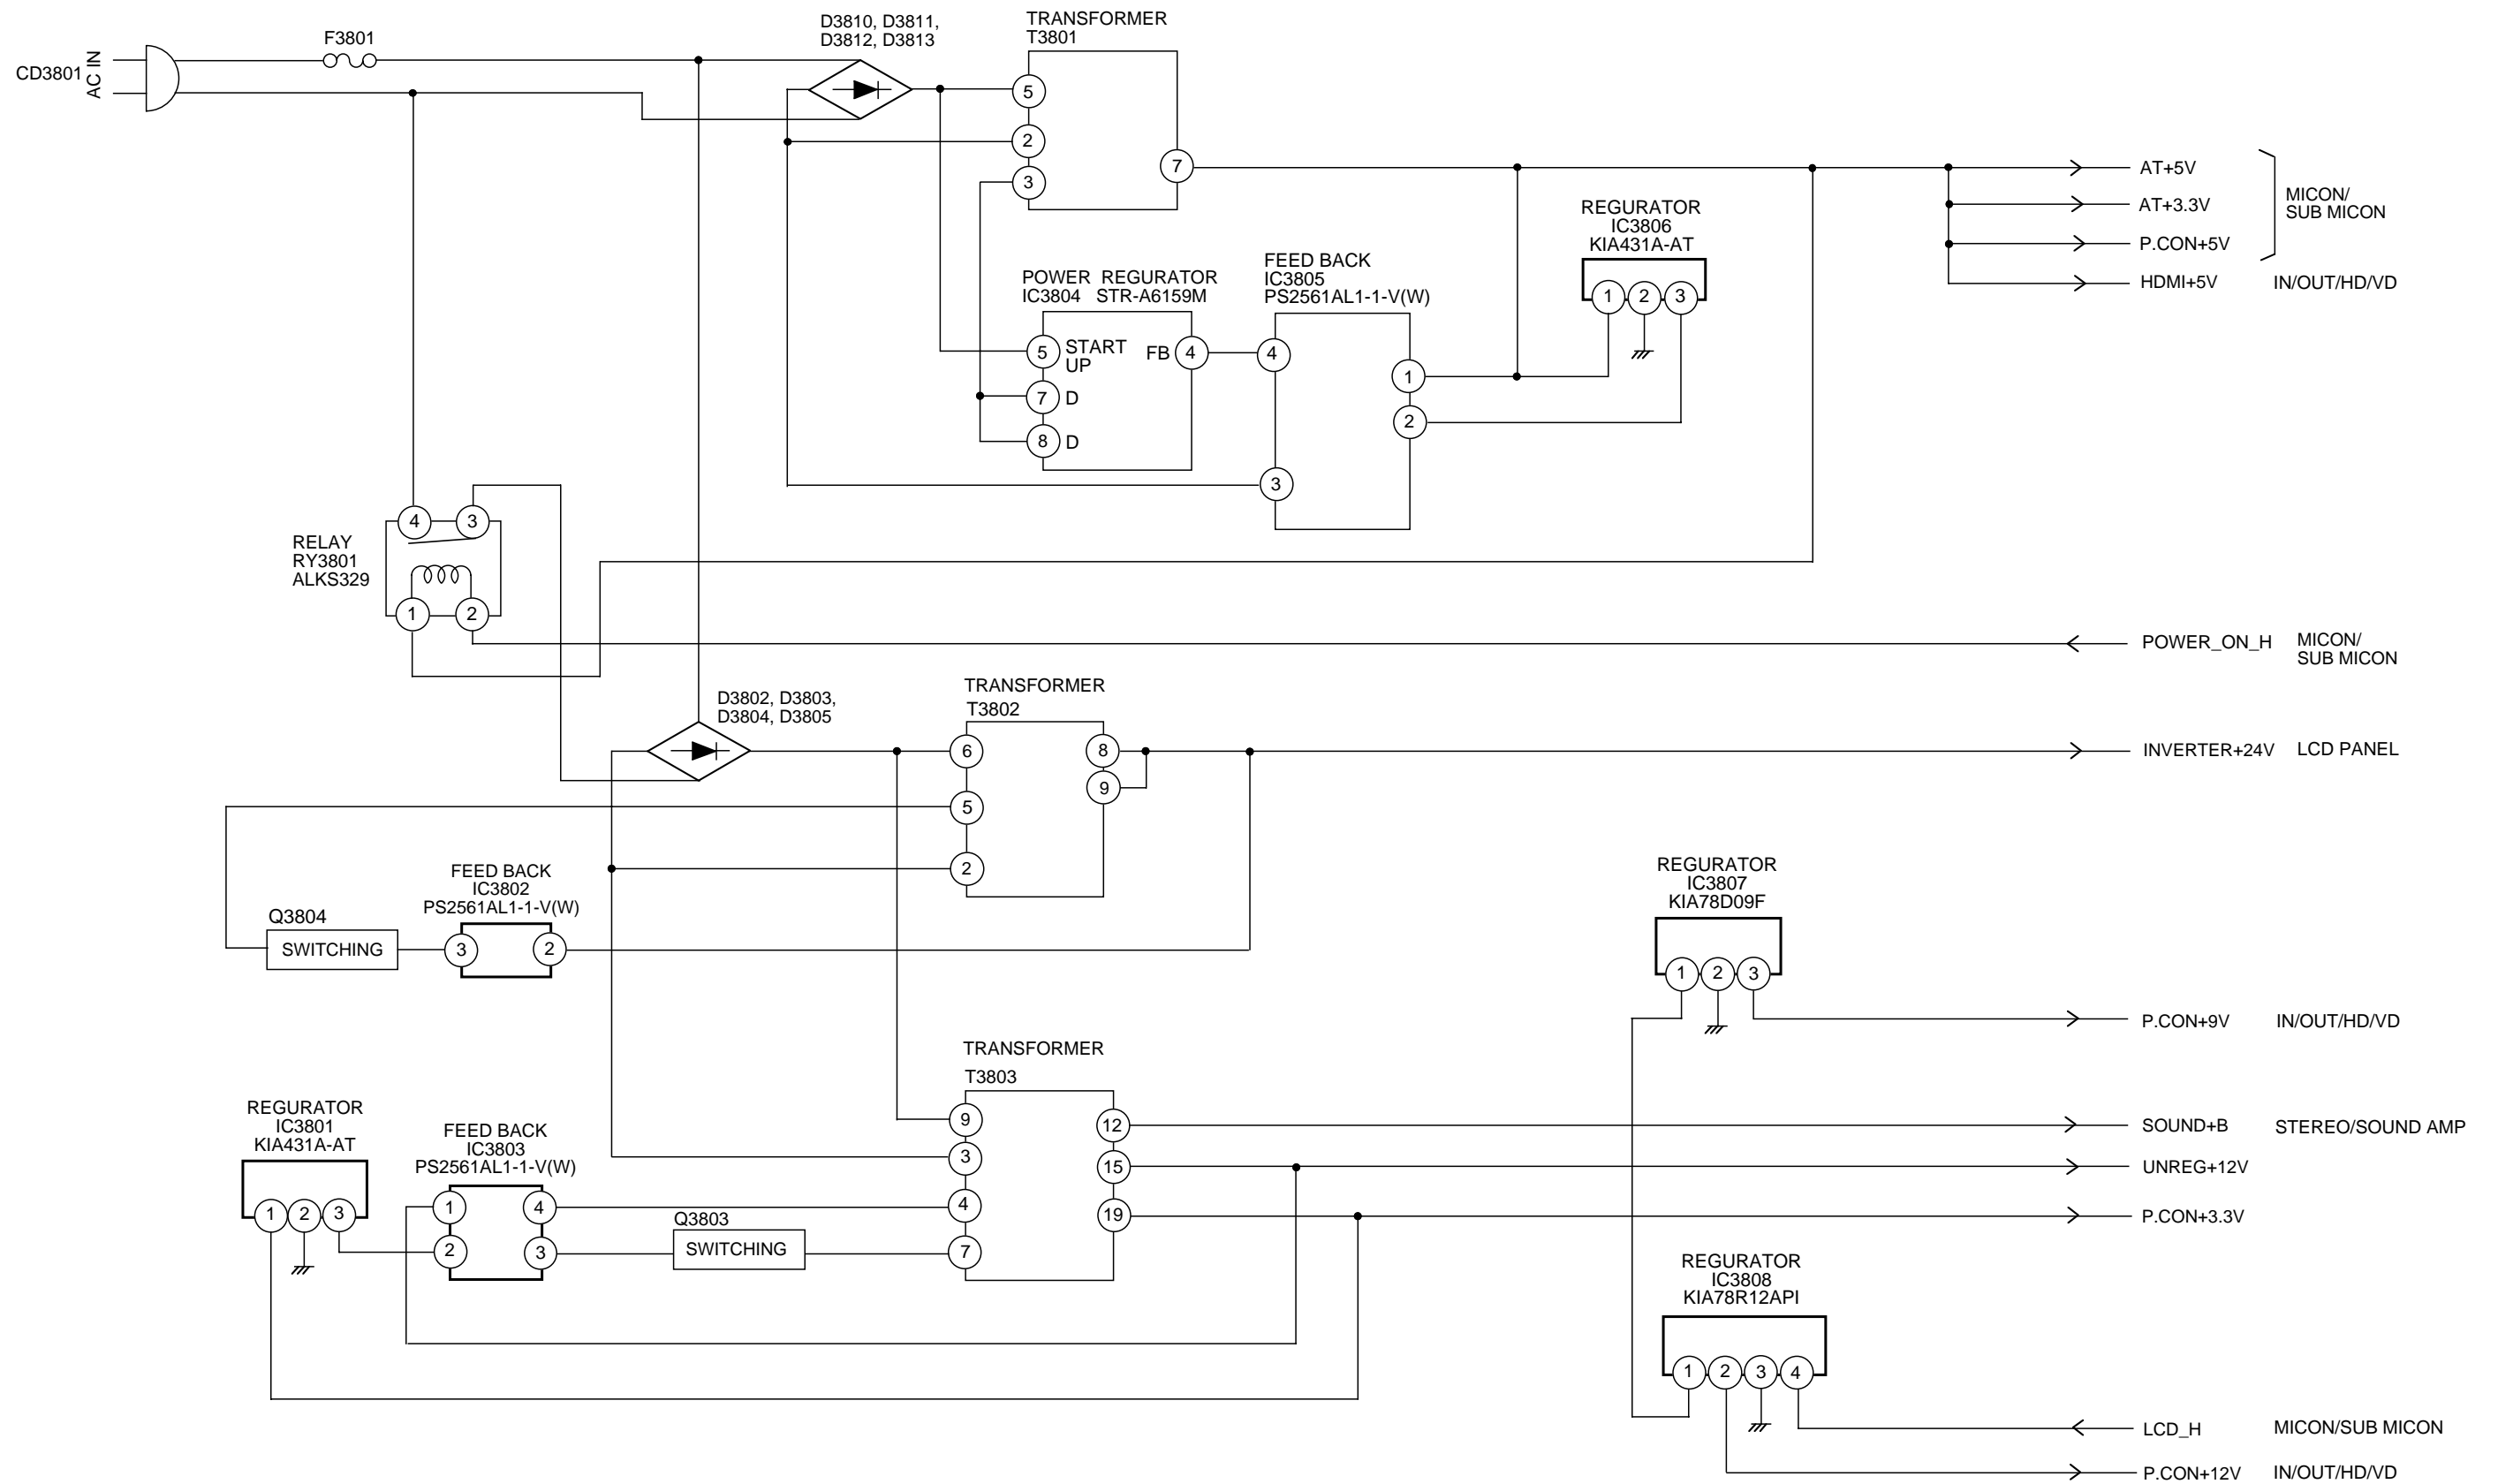 CD3801
AC IN
F3801
D3810, D3811,
D3812, D3813
TRANSFORMER
T3801
5
2
3
7
AT+5V
AT+3.3V
P.CON+5V
MICON/
SUB MICON
HDMI+5V IN/OUT/HD/VD
REGURATOR
IC3806
KIA431A-AT
1 2 3
POWER REGURATOR
IC3804 STR-A6159M
5 START
UP
7 D
8 D
FB 4
FEED BACK
IC3805
PS2561AL1-1-V(W)
4
3
1
2
RELAY
RY3801
ALKS329
4 3
1 2
POWER_ON_H MICON/
SUB MICON
D3802, D3803,
D3804, D3805
TRANSFORMER
T3802
6
5
2
8
9
INVERTER+24V LCD PANEL
FEED BACK
IC3802
PS2561AL1-1-V(W)
3 2
Q3804
SWITCHING
REGURATOR
IC3807
KIA78D09F
1 2 3
P.CON+9V IN/OUT/HD/VD
TRANSFORMER
T3803
9
3
4
7
12
15
19
SOUND+B STEREO/SOUND AMP
UNREG+12V
P.CON+3.3V
REGURATOR
IC3801
KIA431A-AT
1 2 3
FEED BACK
IC3803
PS2561AL1-1-V(W)
1 4
2 3
Q3803
SWITCHING
REGURATOR
IC3808
KIA78R12API
1 2 3 4
LCD_H MICON/SUB MICON
P.CON+12V IN/OUT/HD/VD